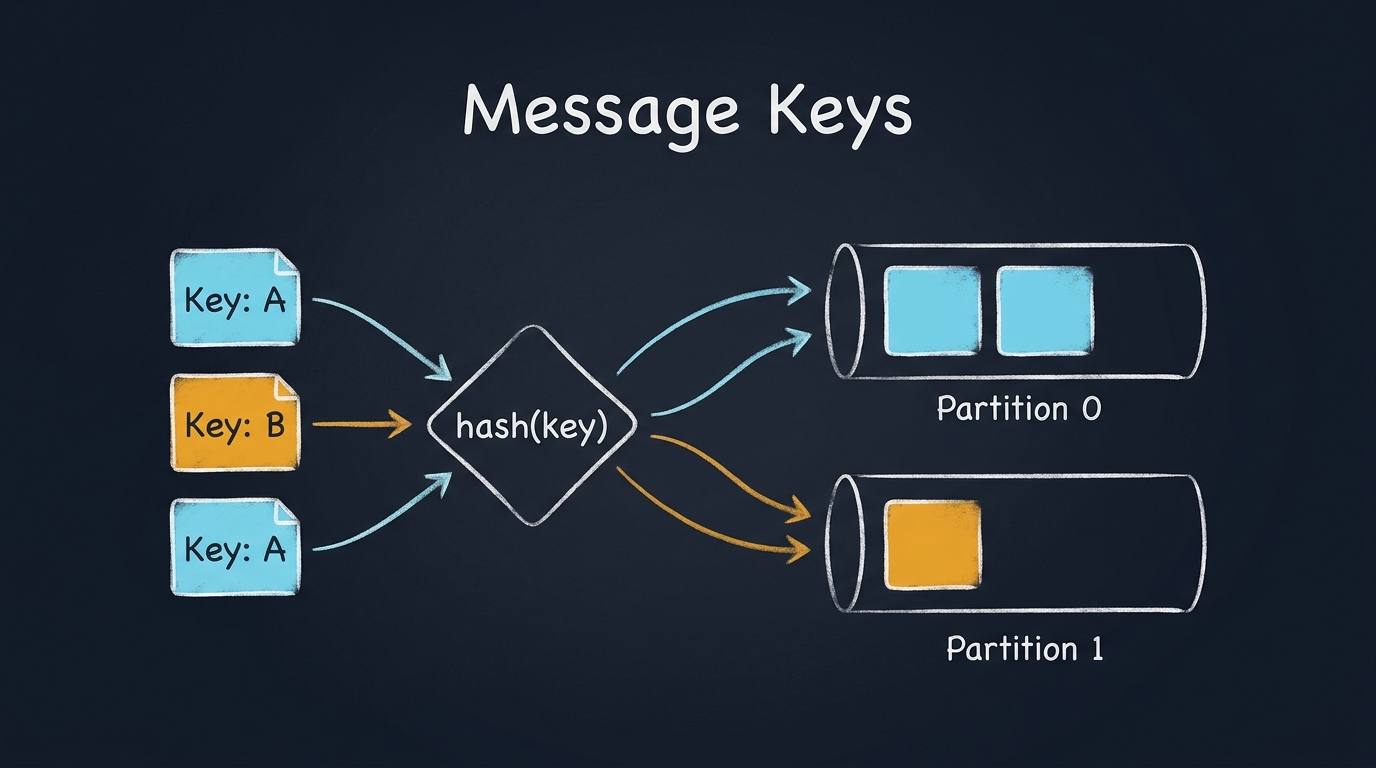 Message Keys
Key: A
Key: B
Key: A
hash(key)
Partition 0
Partition 1